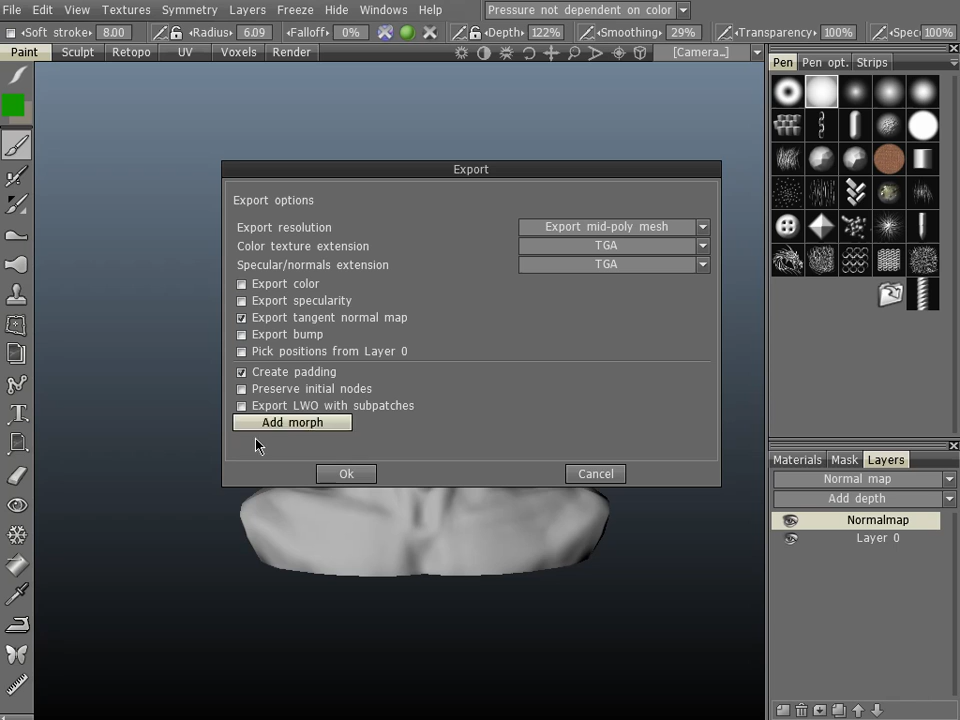 File Edit View Textures Symmetry Layers Freeze Hide Windows Help Pressure not dependent on color
Soft stroke: 8.00 Radius: 6.09 Falloff: 0% Depth: 122% Smoothing: 29% Transparency: 100% Spec 100%
Paint Sculpt Retopo UV Voxels Render [Camera...]
Pen Pen opt. Strips
Export
Export options
Export resolution Export mid-poly mesh
Color texture extension TGA
Specular/normals extension TGA
Export color
Export specularity
Export tangent normal map
Export bump
Pick positions from Layer 0
Create padding
Preserve initial nodes
Export LWO with subpatches
Add morph
Ok Cancel
Materials Mask Layers
Normal map
Add depth
Normalmap
Layer 0